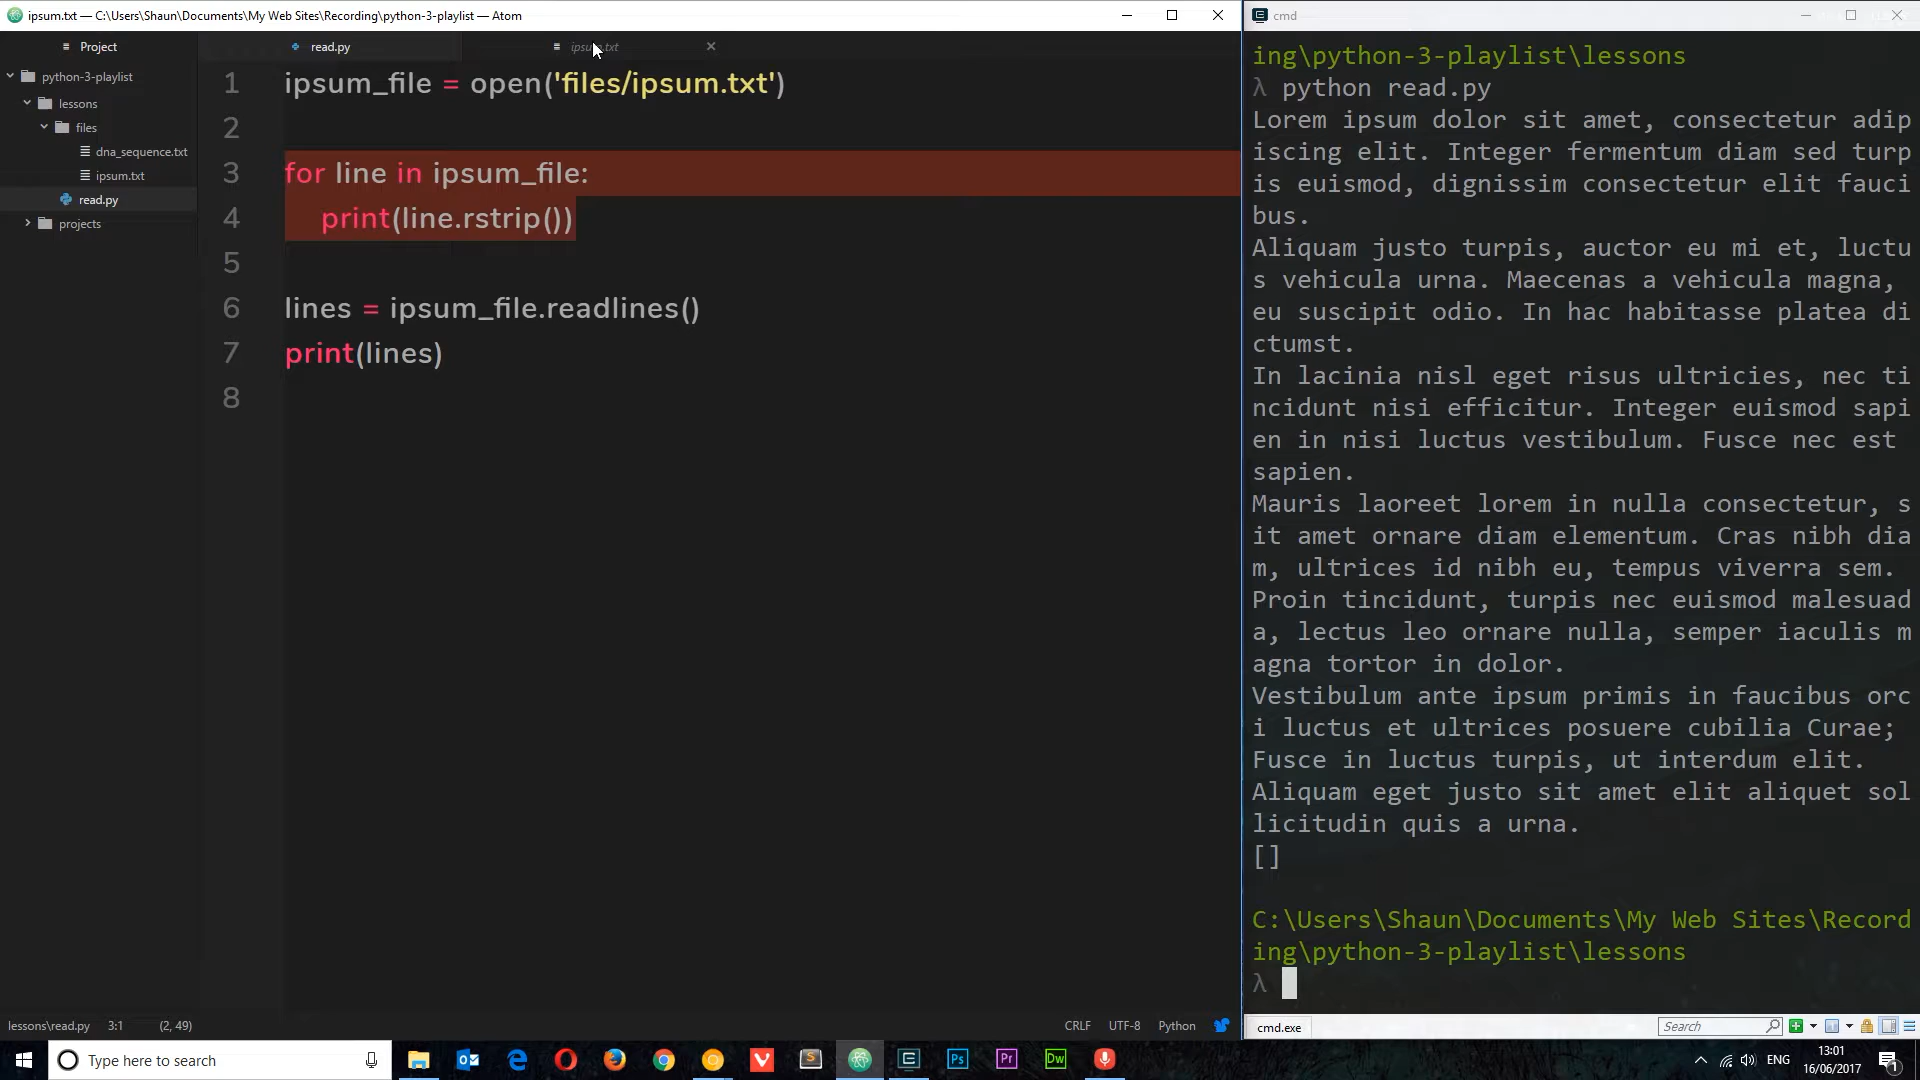 ipsum.txt — C:\Users\Shaun\Documents\My Web Sites\Recording\python-3-playlist — Atom
Project
python-3-playlist
lessons
files
dna_sequence.txt
ipsum.txt
read.py
projects
read.py
1 ipsum_file = open('files/ipsum.txt')
2
3 for line in ipsum_file:
4 print(line.rstrip())
5
6 lines = ipsum_file.readlines()
7 print(lines)
8
lessons\read.py 3:1 (2, 49)
CRLF UTF-8 Python
cmd
ing\python-3-playlist\lessons
λ python read.py
Lorem ipsum dolor sit amet, consectetur adip
iscing elit. Integer fermentum diam sed turp
is euismod, dignissim consectetur elit fauci
bus.
Aliquam justo turpis, auctor eu mi et, luctu
s vehicula urna. Maecenas a vehicula magna,
eu suscipit odio. In hac habitasse platea di
ctumst.
In lacinia nisl eget risus ultricies, nec ti
ncidunt nisi efficitur. Integer euismod sapi
en in nisi luctus vestibulum. Fusce nec est
sapien.
Mauris laoreet lorem in nulla consectetur, s
it amet ornare diam elementum. Cras nibh dia
m, ultrices id nibh eu, tempus viverra sem.
Proin tincidunt, turpis nec euismod malesuad
a, lectus leo ornare nulla, semper iaculis m
agna tortor in dolor.
Vestibulum ante ipsum primis in faucibus orc
i luctus et ultrices posuere cubilia Curae;
Fusce in luctus turpis, ut interdum elit.
Aliquam eget justo sit amet elit aliquet sol
licitudin quis a urna.
[]
C:\Users\Shaun\Documents\My Web Sites\Record
ing\python-3-playlist\lessons
λ
cmd.exe
Search
Type here to search
Ps
Pr
Dw
ENG
13:01
16/06/2017
1